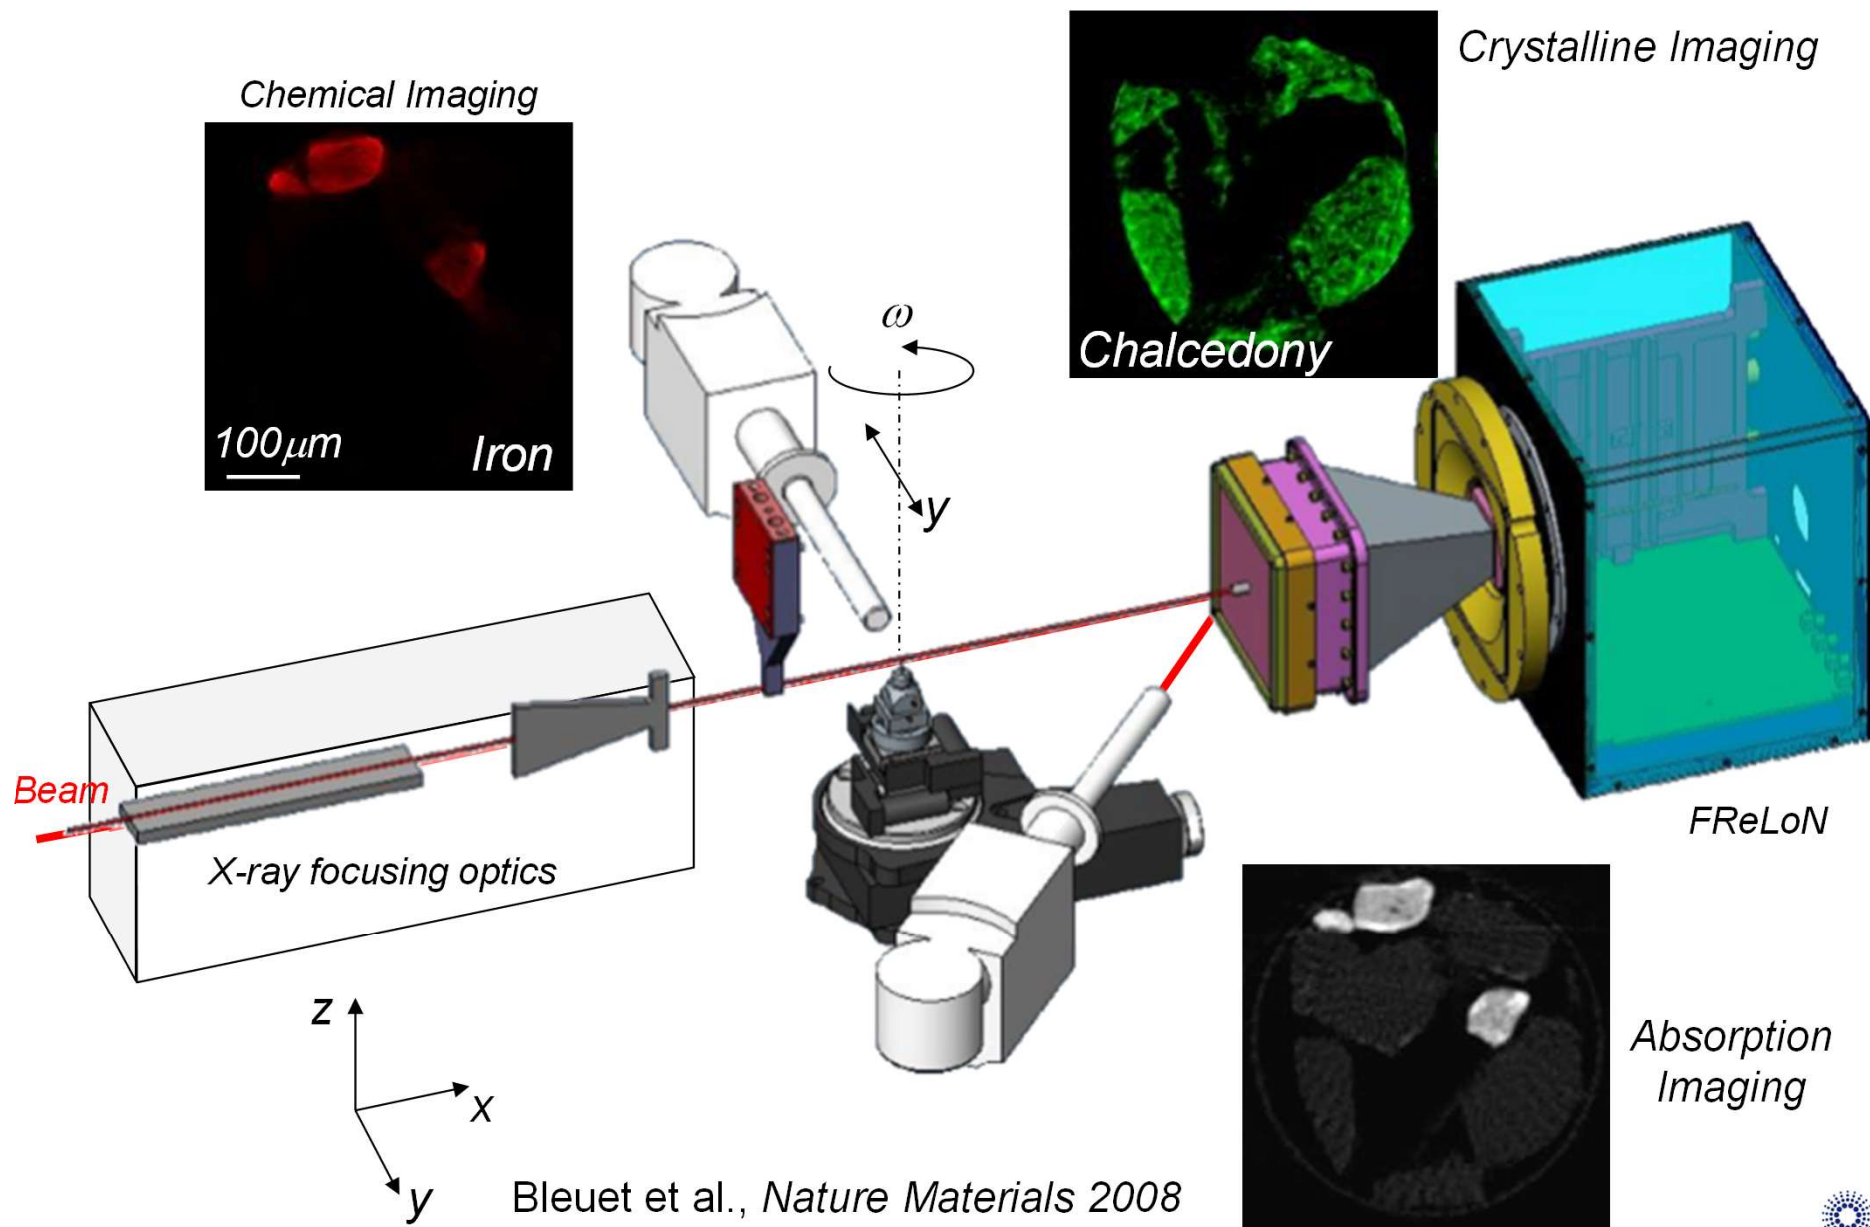 Crystalline Imaging
Chemical Imaging
100μm
Iron
Chalcedony
ω
y
Beam
X-ray focusing optics
FReLoN
z
x
y
Absorption
Imaging
Bleuet et al., Nature Materials 2008